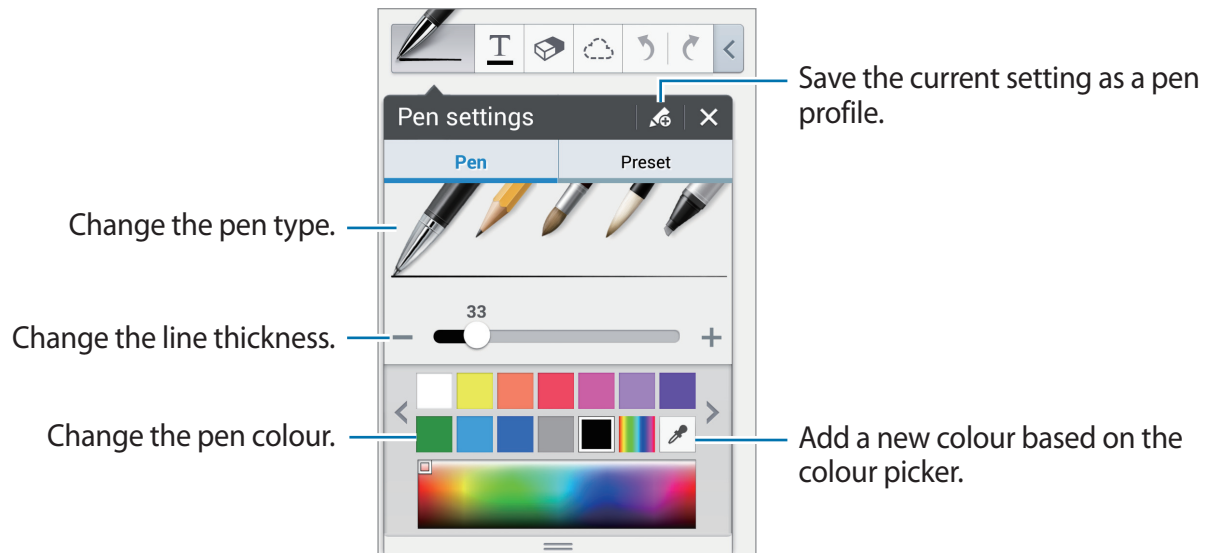 T
Save the current setting as a pen
profile.
Pen settings
Pen
Preset
Change the pen type.
33
Change the line thickness.
Change the pen colour.
Add a new colour based on the
colour picker.